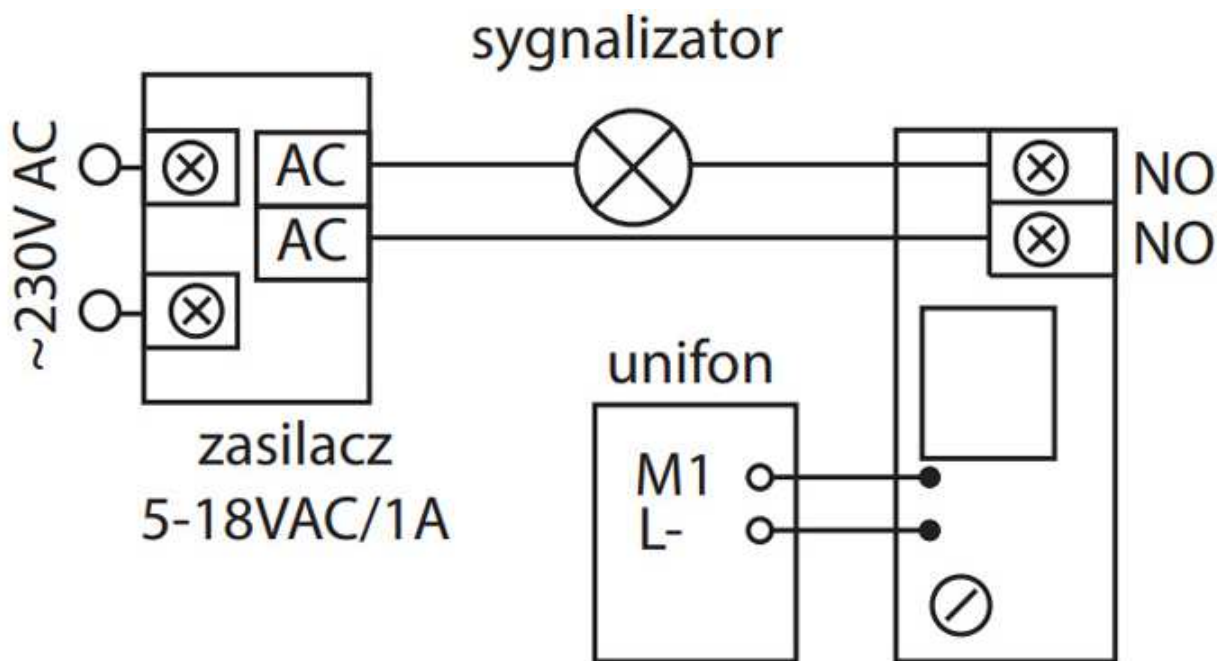 sygnalizator
~230V AC
AC
AC
NO
NO
zasilacz
5-18VAC/1A
unifon
M1
L-